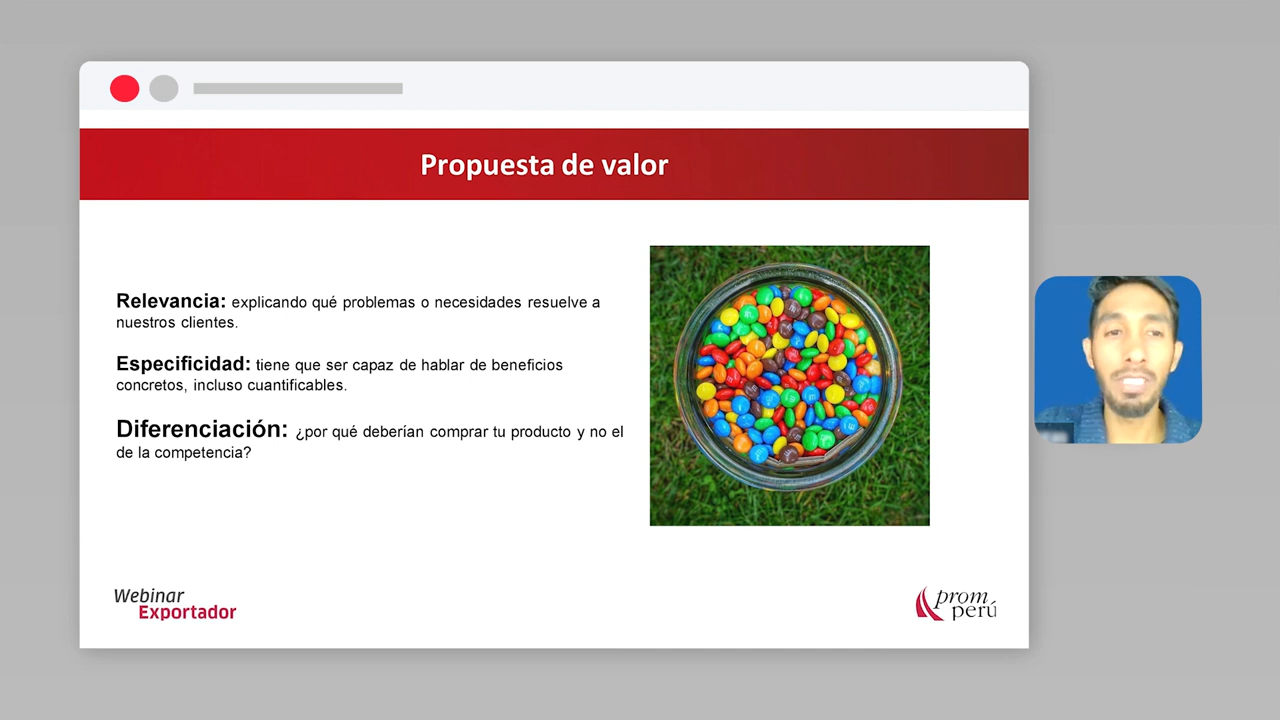 Propuesta de valor
Relevancia: explicando qué problemas o necesidades resuelve a
nuestros clientes.
Especificidad: tiene que ser capaz de hablar de beneficios
concretos, incluso cuantificables.
Diferenciación: ¿por qué deberían comprar tu producto y no el
de la competencia?
Webinar
Exportador
prom
perú